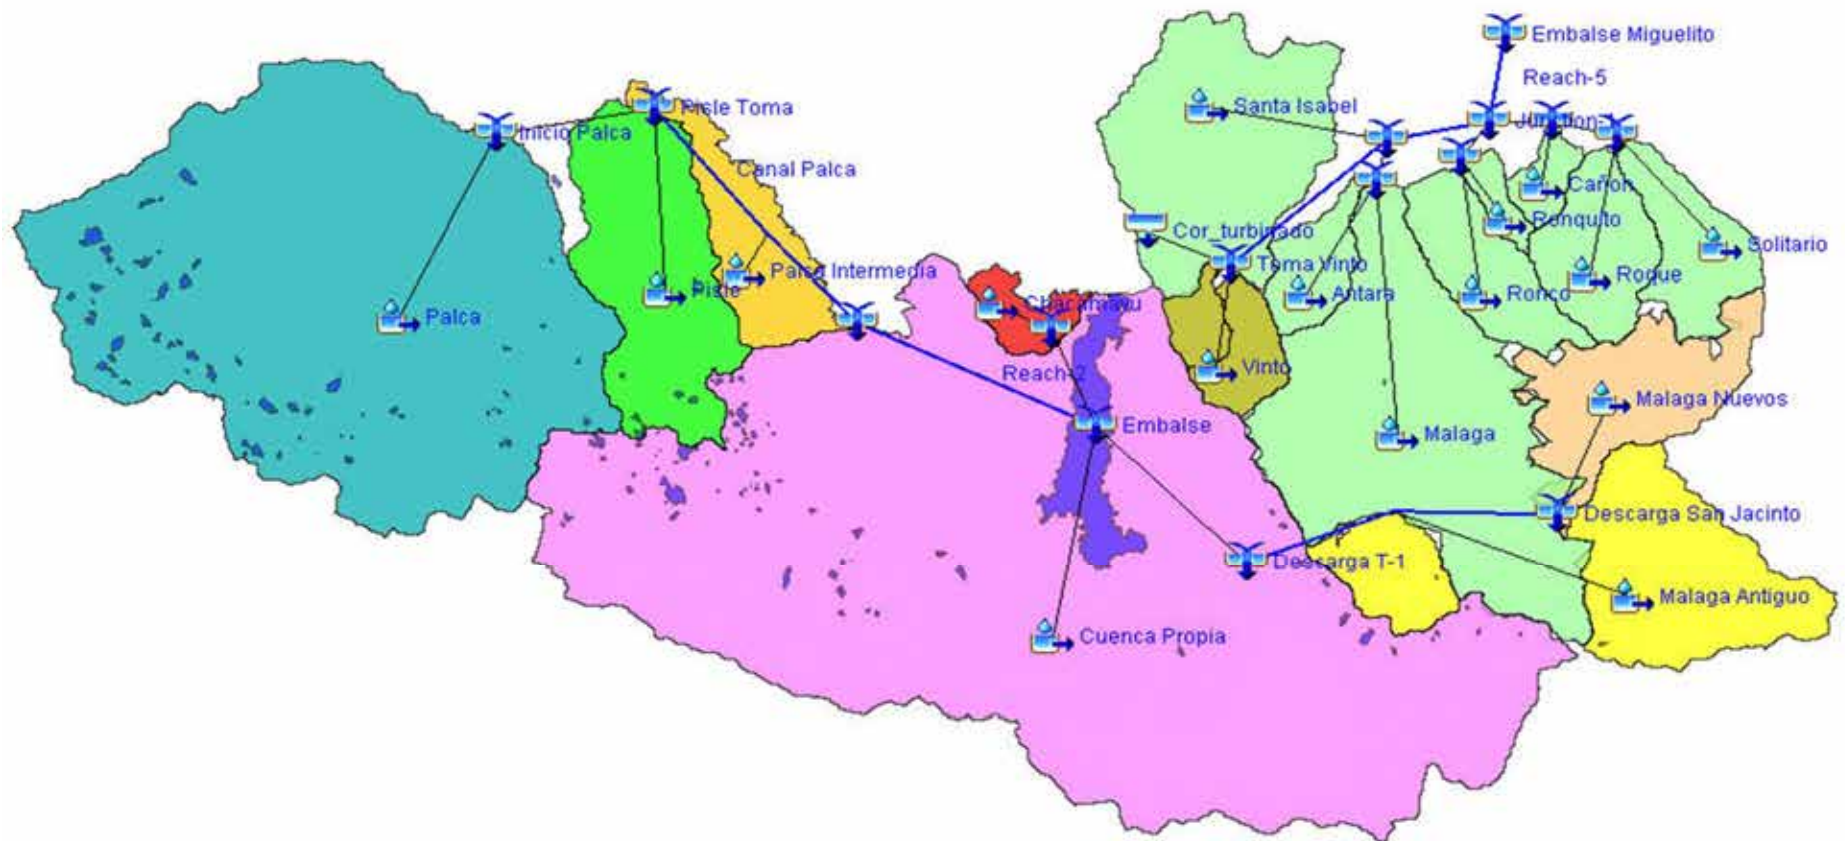 Embalse Miguelito
Reach-5
Santa Isabel
Pisle Toma
Inicio Palca
Junction-
Canal Palca
Cañon
Ronquito
Cor_turbinado
Solitario
Toma Vinto
Palca Intermedia
Roque
Pisle
Antara
Ronco
Chacamayu
Palca
Vinto
Reach-2
Malaga Nuevos
Embalse
Malaga
Descarga San Jacinto
Descarga T-1
Malaga Antiguo
Cuenca Propia